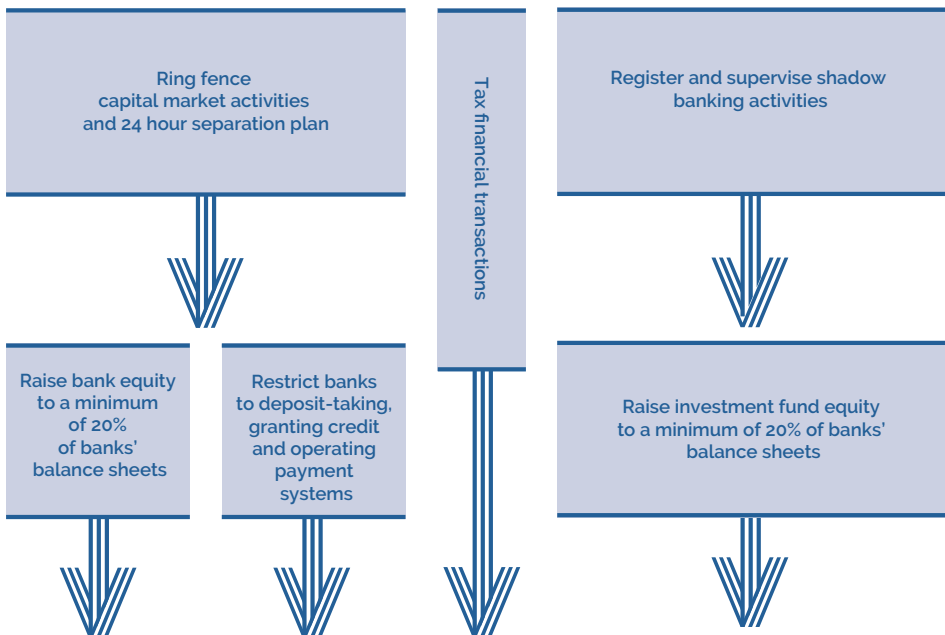 Ring fence
capital market activities
and 24 hour separation plan
Tax financial transactions
Register and supervise shadow
banking activities
Raise bank equity
to a minimum
of 20%
of banks’
balance sheets
Restrict banks
to deposit-taking,
granting credit
and operating
payment
systems
Raise investment fund equity
to a minimum of 20% of banks’
balance sheets